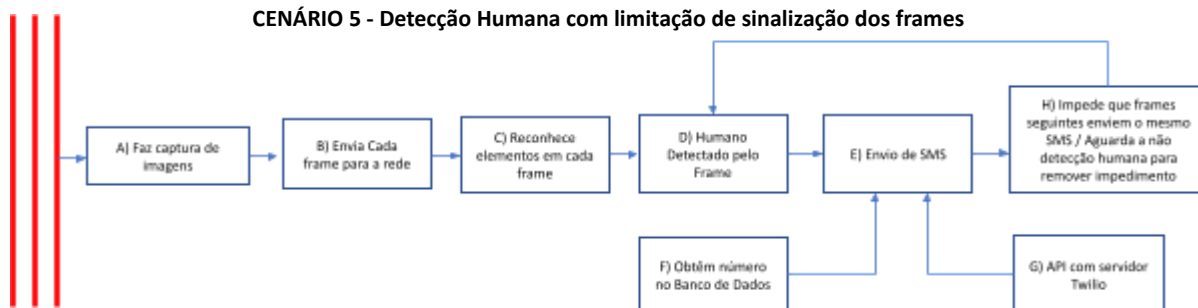 CENÁRIO 5 - Detecção Humana com limitação de sinalização dos frames
A) Faz captura de
imagens
B) Envia Cada
frame para a rede
C) Reconhece
elementos em cada
frame
D) Humano
Detectado pelo
Frame
E) Envio de SMS
H) Impede que frames
seguintes enviem o mesmo
SMS / Aguarda a não
detecção humana para
remover impedimento
F) Obtêm número
no Banco de Dados
G) API com servidor
Twilio